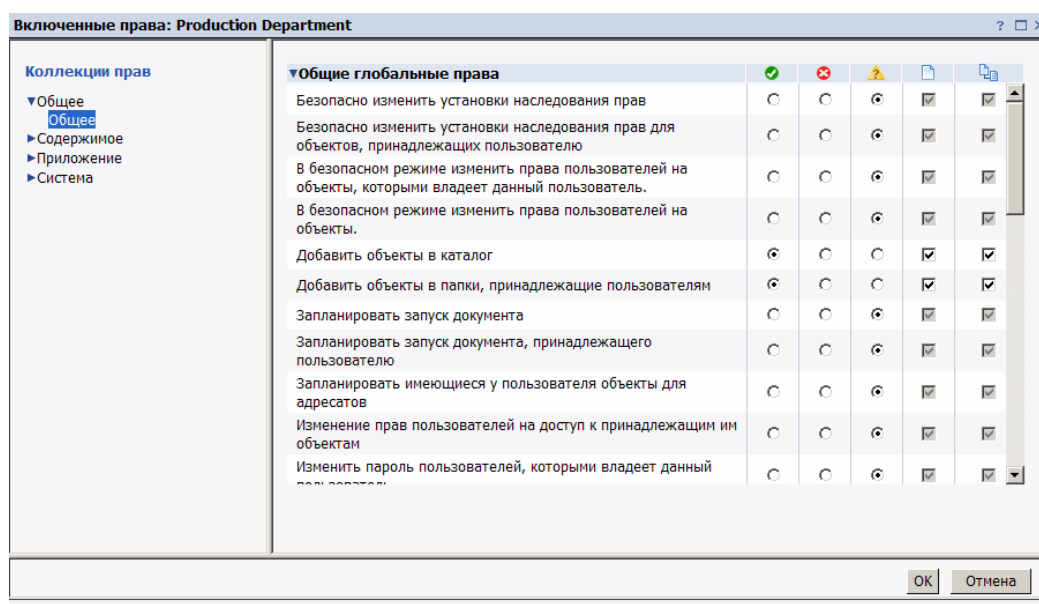 Включенные права: Production Department
Коллекции прав
Общее
Общее
Содержимое
Приложение
Система
Общие глобальные права
Безопасно изменить установки наследования прав
Безопасно изменить установки наследования прав для
объектов, принадлежащих пользователю
В безопасном режиме изменить права пользователей на
объекты, которыми владеет данный пользователь.
В безопасном режиме изменить права пользователей на
объекты.
Добавить объекты в каталог
Добавить объекты в папки, принадлежащие пользователям
Запланировать запуск документа
Запланировать запуск документа, принадлежащего
пользователю
Запланировать имеющиеся у пользователя объекты для
адресатов
Изменение прав пользователей на доступ к принадлежащим им
объектам
Изменить пароль пользователей, которыми владеет данный
OK
Отмена